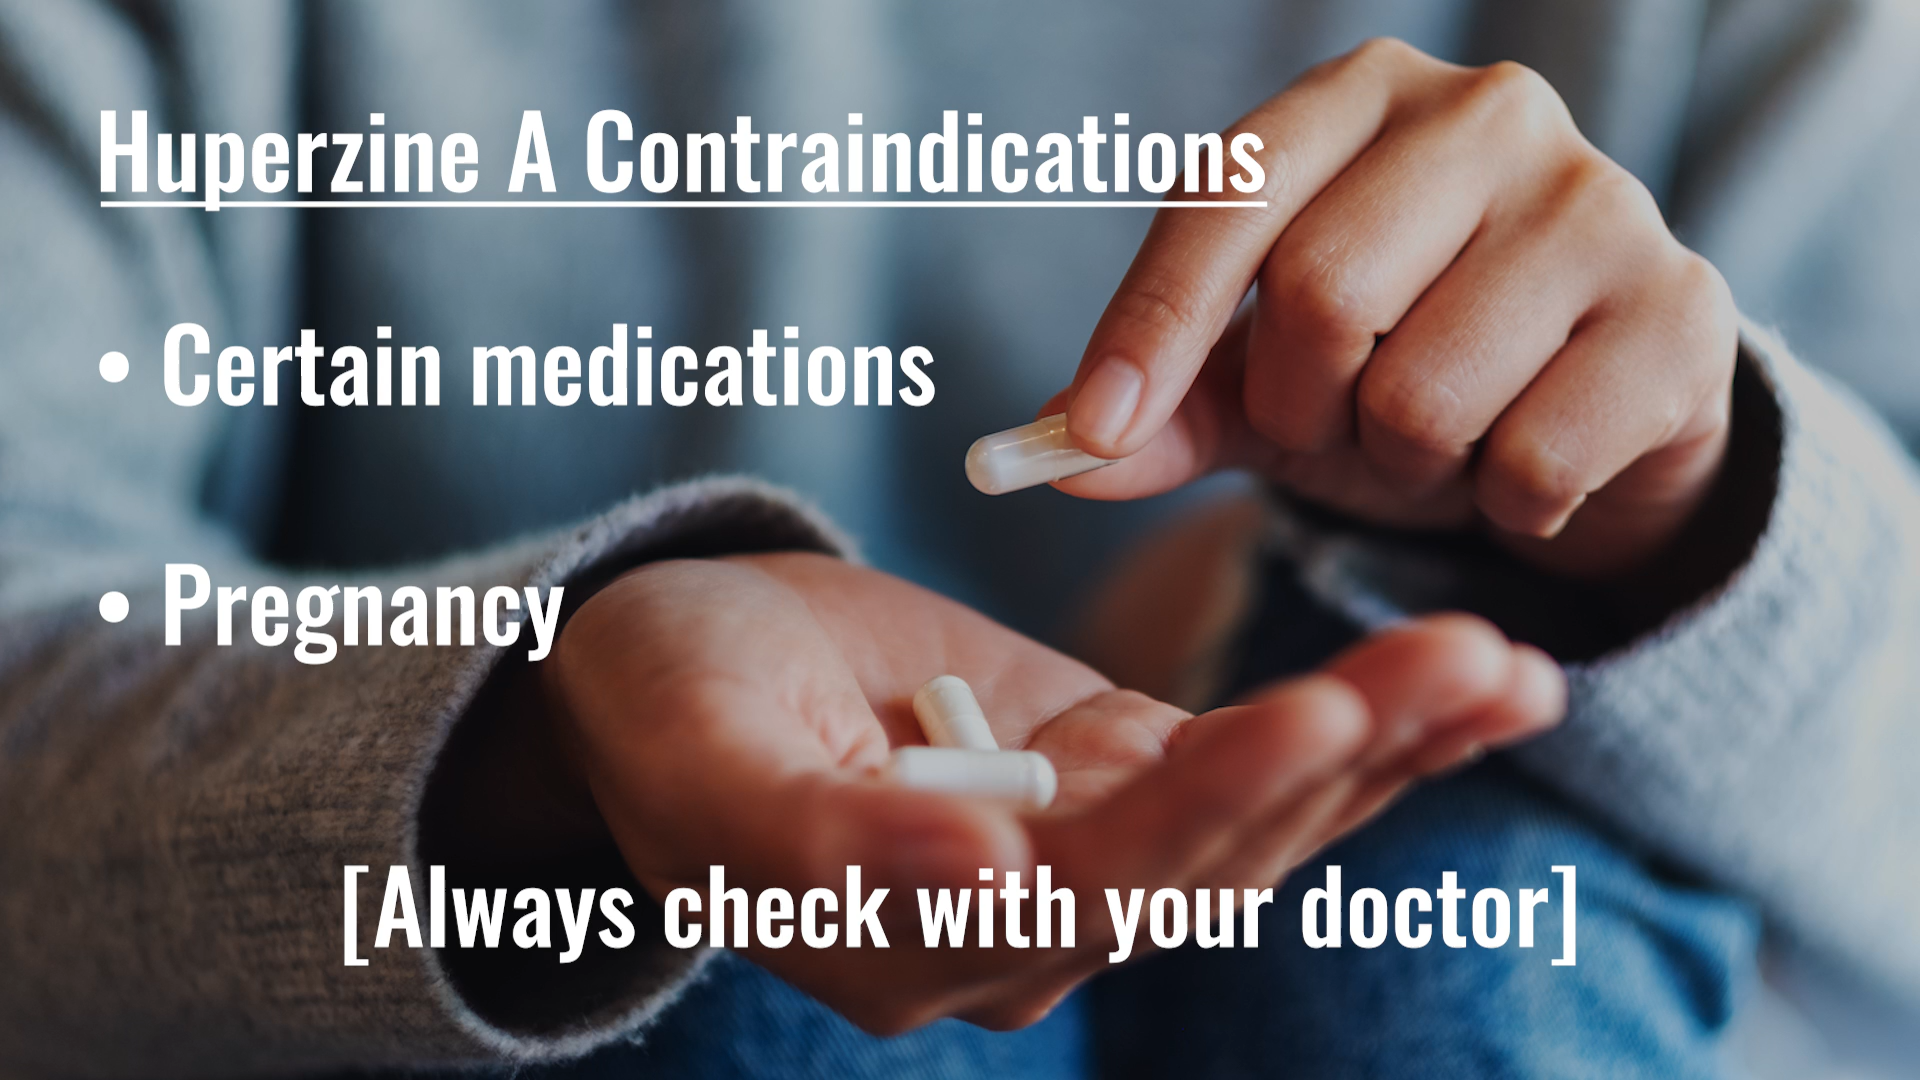 Huperzine A Contraindications
• Certain medications
• Pregnancy
[Always check with your doctor]